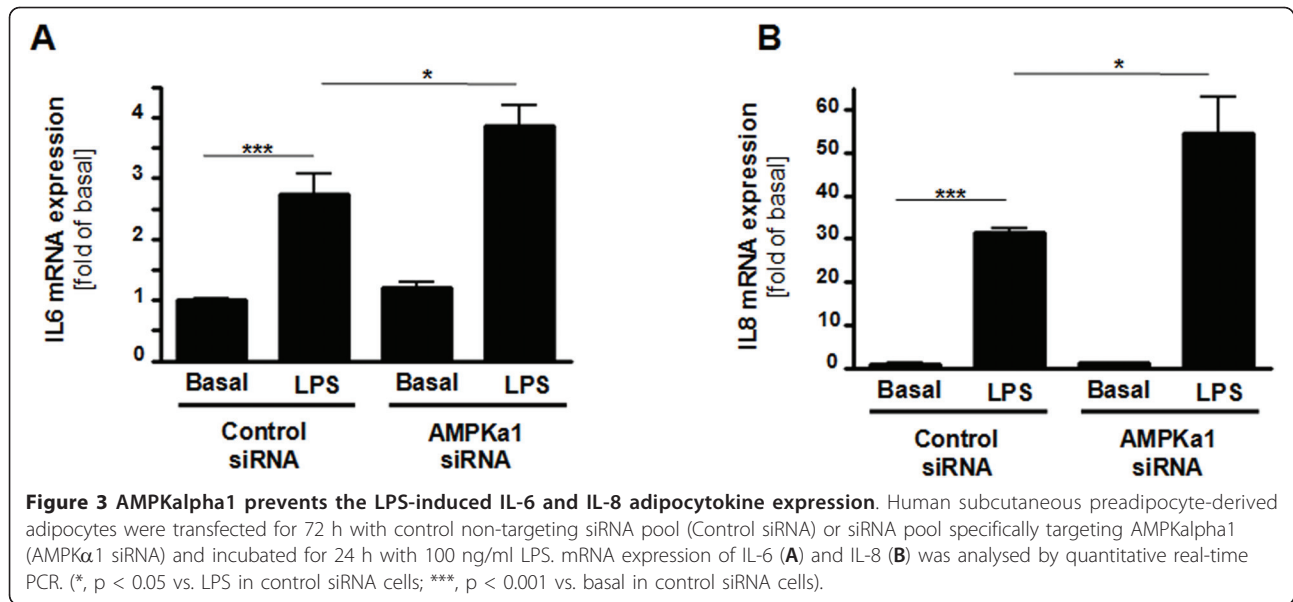 A
IL6 mRNA expression
[fold of basal]
4
3
2
1
0
***
*
Basal LPS Basal LPS
Control
siRNA
AMPKa1
siRNA
B
IL8 mRNA expression
[fold of basal]
60
50
40
30
20
10
0
***
*
Basal LPS Basal LPS
Control
siRNA
AMPKa1
siRNA
Figure 3 AMPKalpha1 prevents the LPS-induced IL-6 and IL-8 adipocytokine expression. Human subcutaneous preadipocyte-derived
adipocytes were transfected for 72 h with control non-targeting siRNA pool (Control siRNA) or siRNA pool specifically targeting AMPKalpha1
(AMPKα1 siRNA) and incubated for 24 h with 100 ng/ml LPS. mRNA expression of IL-6 (A) and IL-8 (B) was analysed by quantitative real-time
PCR. (*, p < 0.05 vs. LPS in control siRNA cells; ***, p < 0.001 vs. basal in control siRNA cells).